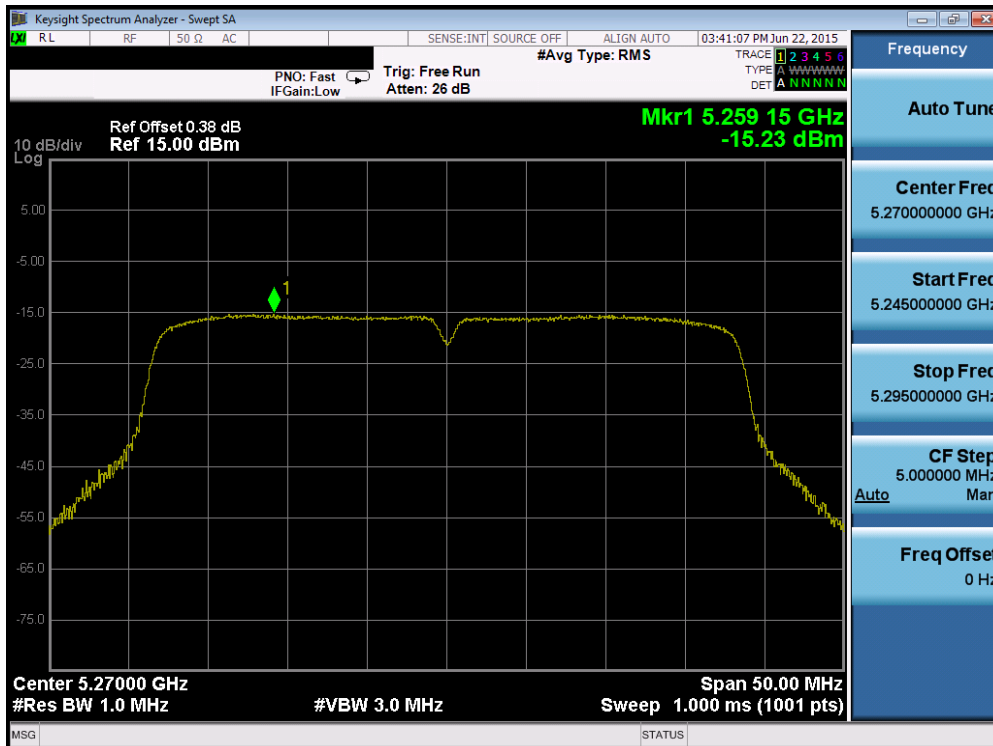 Keysight Spectrum Analyzer - Swept SA
LXI RL RF 50 Ω AC SENSE:INT SOURCE OFF ALIGN AUTO 03:41:07 PM Jun 22, 2015
#Avg Type: RMS
TRACE 1 2 3 4 5 6
TYPE A WWWWWW
DET A N N N N N
PNO: Fast
IFGain:Low
Trig: Free Run
Atten: 26 dB
Mkr1 5.259 15 GHz
-15.23 dBm
Ref Offset 0.38 dB
10 dB/div Ref 15.00 dBm
Log
5.00
-5.00
1
-15.0
-25.0
-35.0
-45.0
-55.0
-65.0
-75.0
Center 5.27000 GHz Span 50.00 MHz
#Res BW 1.0 MHz #VBW 3.0 MHz Sweep 1.000 ms (1001 pts)
MSG STATUS
Frequency
Auto Tune
Center Freq
5.270000000 GHz
Start Freq
5.245000000 GHz
Stop Freq
5.295000000 GHz
CF Step
5.000000 MHz
Auto Man
Freq Offset
0 Hz